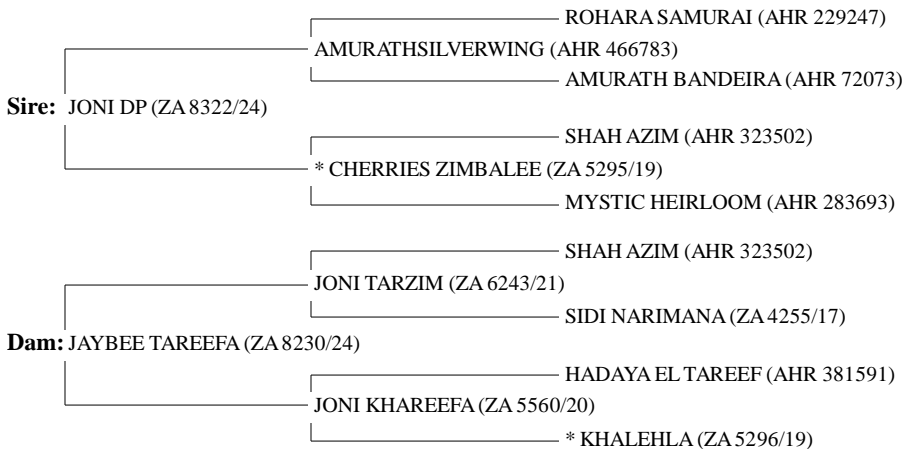 ROHARA SAMURAI (AHR 229247)
AMURATHSILVERWING (AHR 466783)
AMURATH BANDEIRA (AHR 72073)
Sire: JONI DP (ZA 8322/24)
SHAH AZIM (AHR 323502)
* CHERRIES ZIMBALEE (ZA 5295/19)
MYSTIC HEIRLOOM (AHR 283693)
SHAH AZIM (AHR 323502)
JONI TARZIM (ZA 6243/21)
SIDI NARIMANA (ZA 4255/17)
Dam: JAYBEE TAREEFA (ZA 8230/24)
HADAYA EL TAREEF (AHR 381591)
JONI KHAREEFA (ZA 5560/20)
* KHALEHLA (ZA 5296/19)